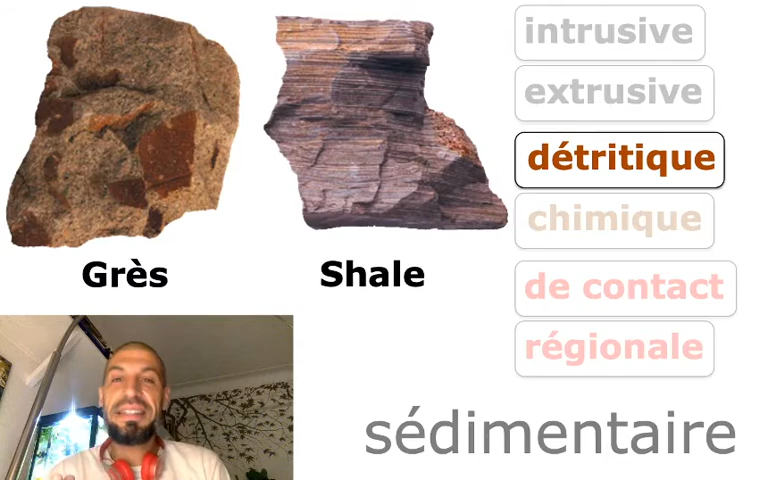 Grès
Shale
intrusive
extrusive
détritique
chimique
de contact
régionale
sédimentaire